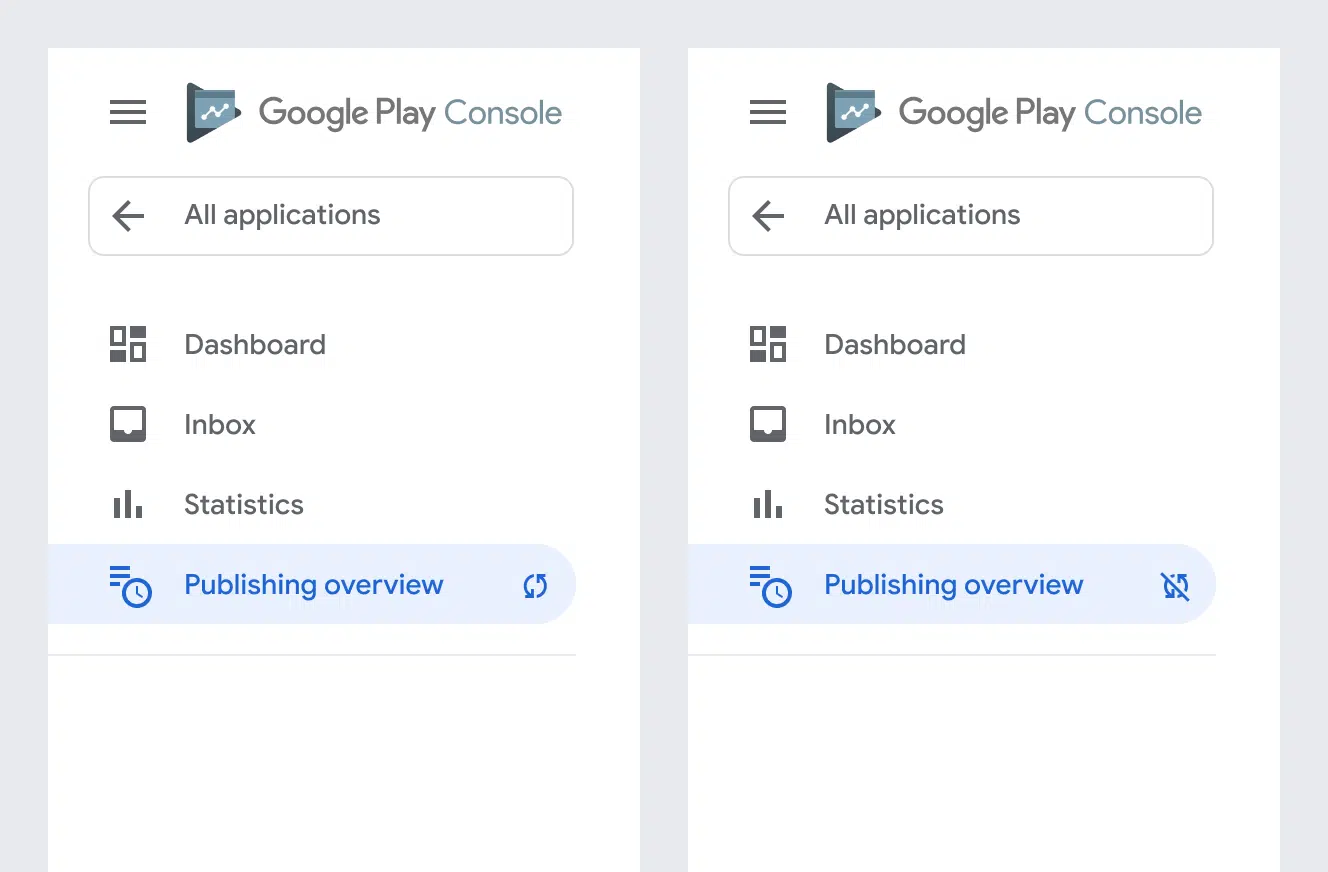 Google Play Console
All applications
Dashboard
Inbox
Statistics
Publishing overview
Google Play Console
All applications
Dashboard
Inbox
Statistics
Publishing overview